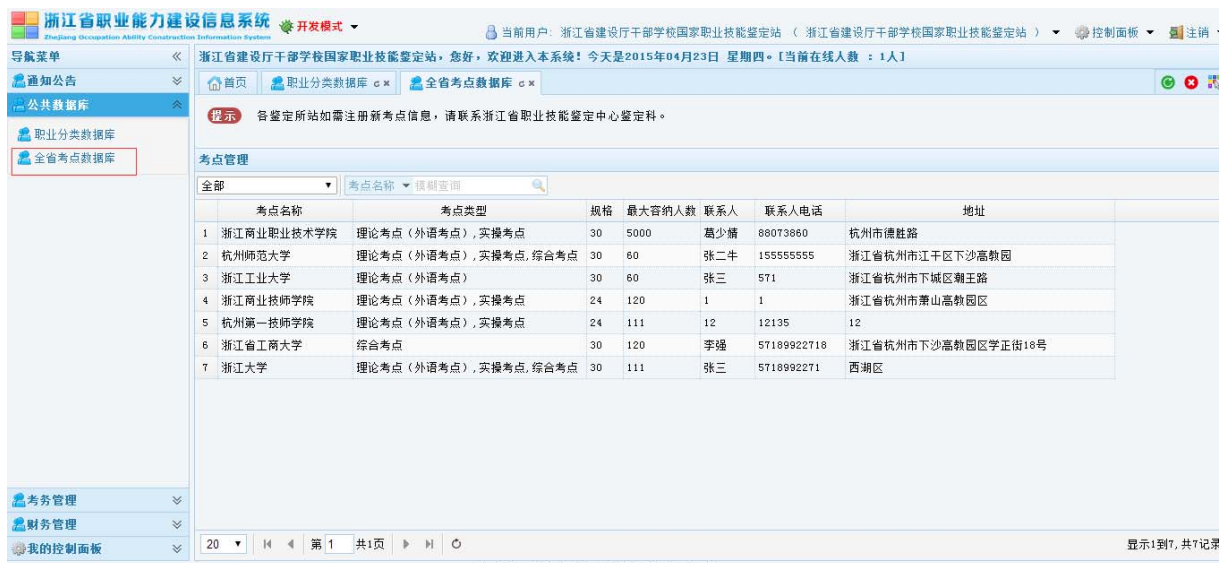 浙江省职业能力建设信息系统
Zhejiang Occupation Ability Construction Information System
开发模式
当前用户: 浙江省建设厅干部学校国家职业技能鉴定站 ( 浙江省建设厅干部学校国家职业技能鉴定站 )
控制面板
注销
导航菜单
浙江省建设厅干部学校国家职业技能鉴定站,您好,欢迎进入本系统! 今天是2015年04月23日 星期四。[当前在线人数 : 1人]
通知公告
公共数据库
职业分类数据库
全省考点数据库
考务管理
财务管理
我的控制面板
首页 职业分类数据库 全省考点数据库
提示 各鉴定所站如需注册新考点信息,请联系浙江省职业技能鉴定中心鉴定科。
考点管理
全部 考点名称 模糊查询
考点名称 考点类型 规格 最大容纳人数 联系人 联系人电话 地址
1 浙江商业职业技术学院 理论考点(外语考点),实操考点 30 5000 葛少婧 88073860 杭州市德胜路
2 杭州师范大学 理论考点(外语考点),实操考点,综合考点 30 60 张二牛 155555555 浙江省杭州市江干区下沙高教园
3 浙江工业大学 理论考点(外语考点) 30 60 张三 571 浙江省杭州市下城区潮王路
4 浙江商业技师学院 理论考点(外语考点),实操考点 24 120 1 1 浙江省杭州市萧山高教园区
5 杭州第一技师学院 理论考点(外语考点),实操考点 24 111 12 12135 12
6 浙江省工商大学 综合考点 30 120 李强 57189922718 浙江省杭州市下沙高教园区学正街18号
7 浙江大学 理论考点(外语考点),实操考点,综合考点 30 111 张三 5718992271 西湖区
20 第 1 共1页
显示1到7,共7记录